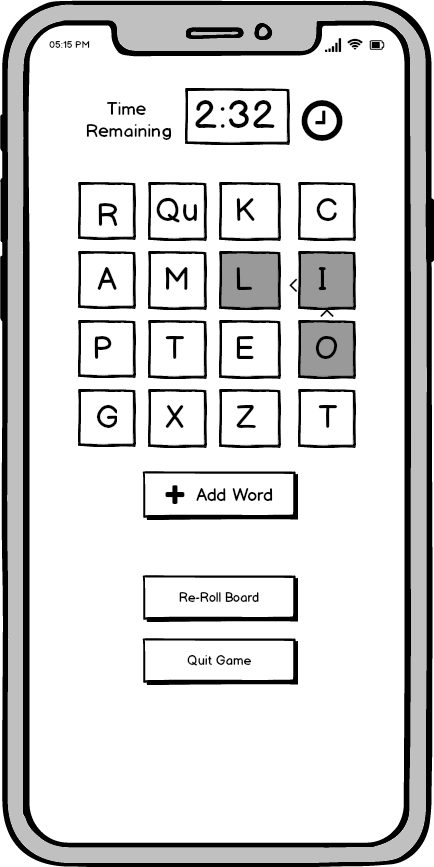 05:15 PM
Time
Remaining
2:32
R Qu K C
A M L < I
^
P T E O
G X Z T
+ Add Word
Re-Roll Board
Quit Game